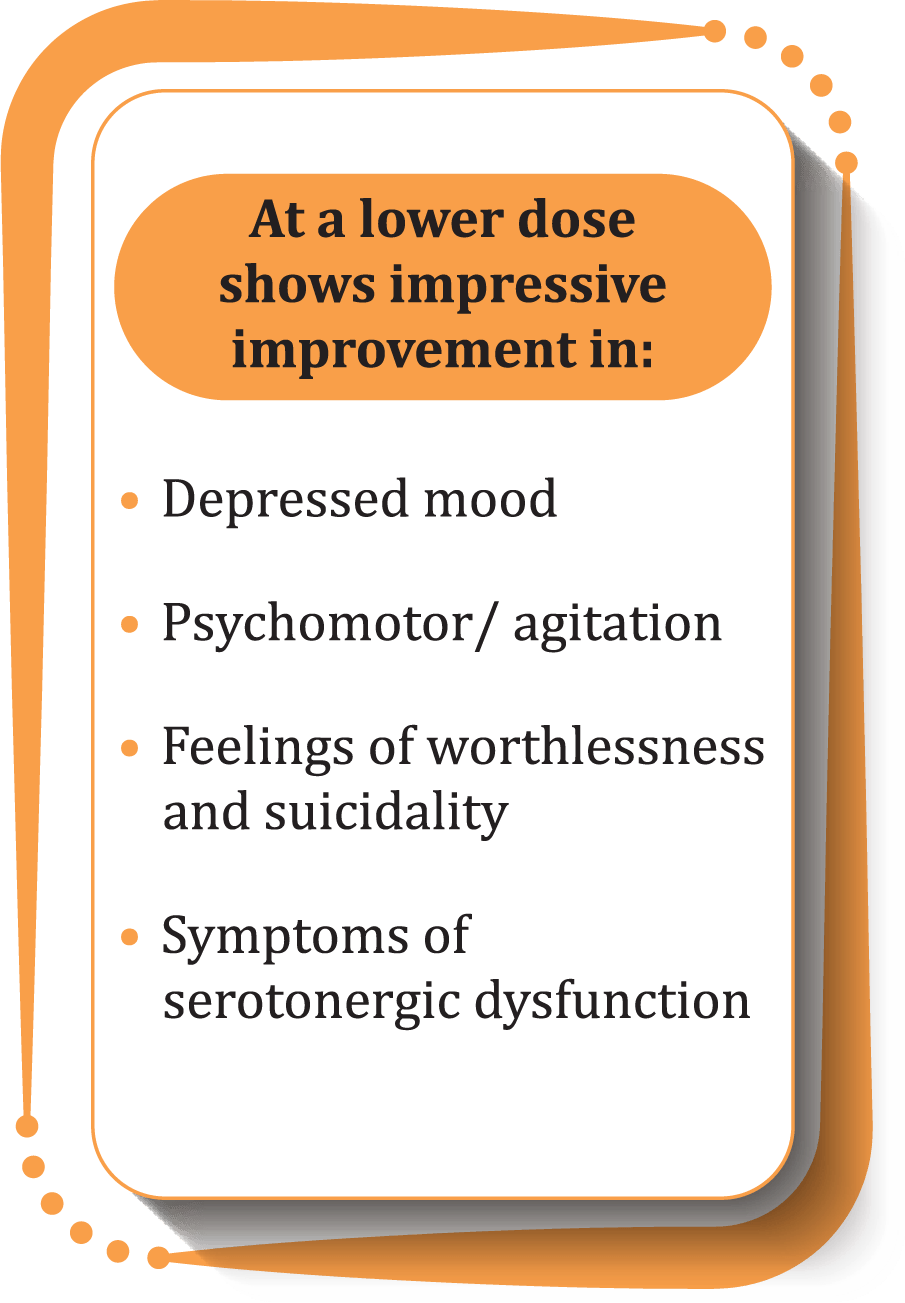 At a lower dose
shows impressive
improvement in:
• Depressed mood
• Psychomotor/ agitation
• Feelings of worthlessness
and suicidality
• Symptoms of
serotonergic dysfunction